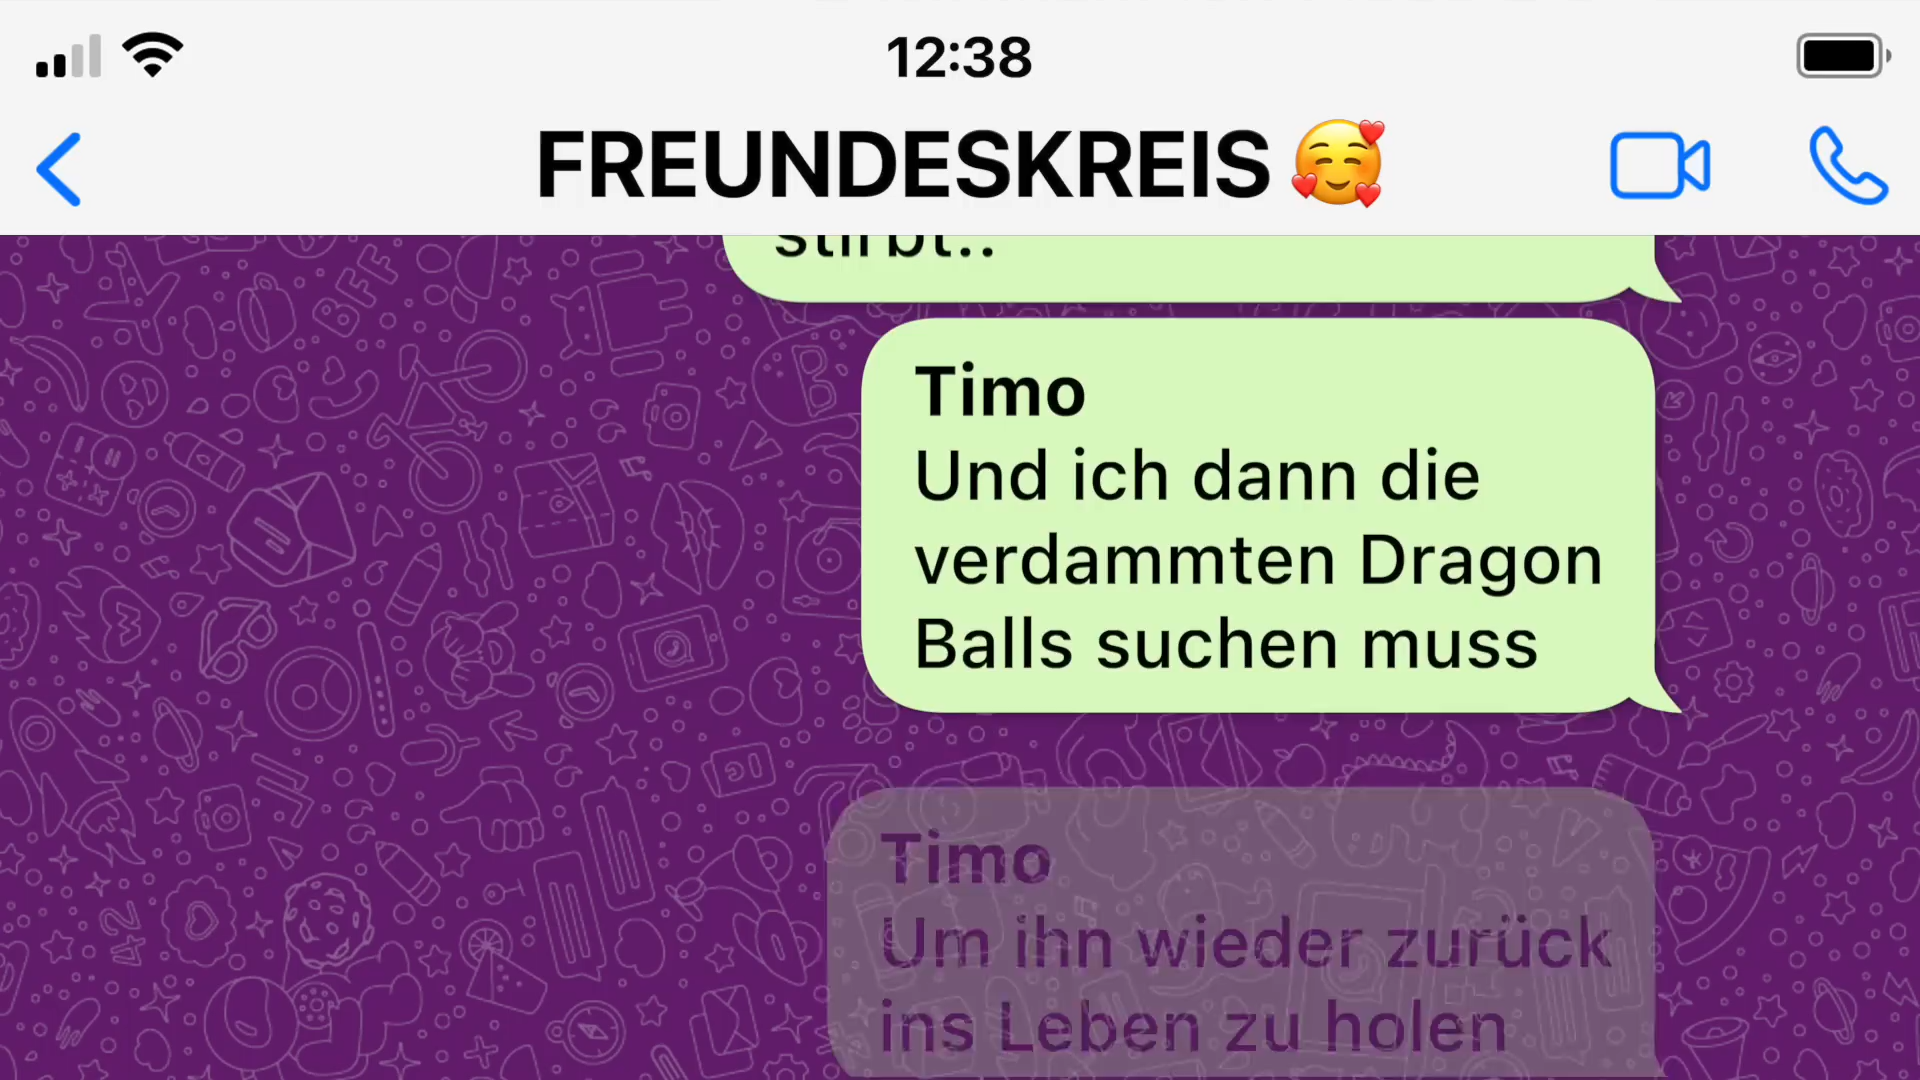 12:38
FREUNDESKREIS 🥰
stirbt..
Timo
Und ich dann die
verdammten Dragon
Balls suchen muss
Timo
Um ihn wieder zurück
ins Leben zu holen